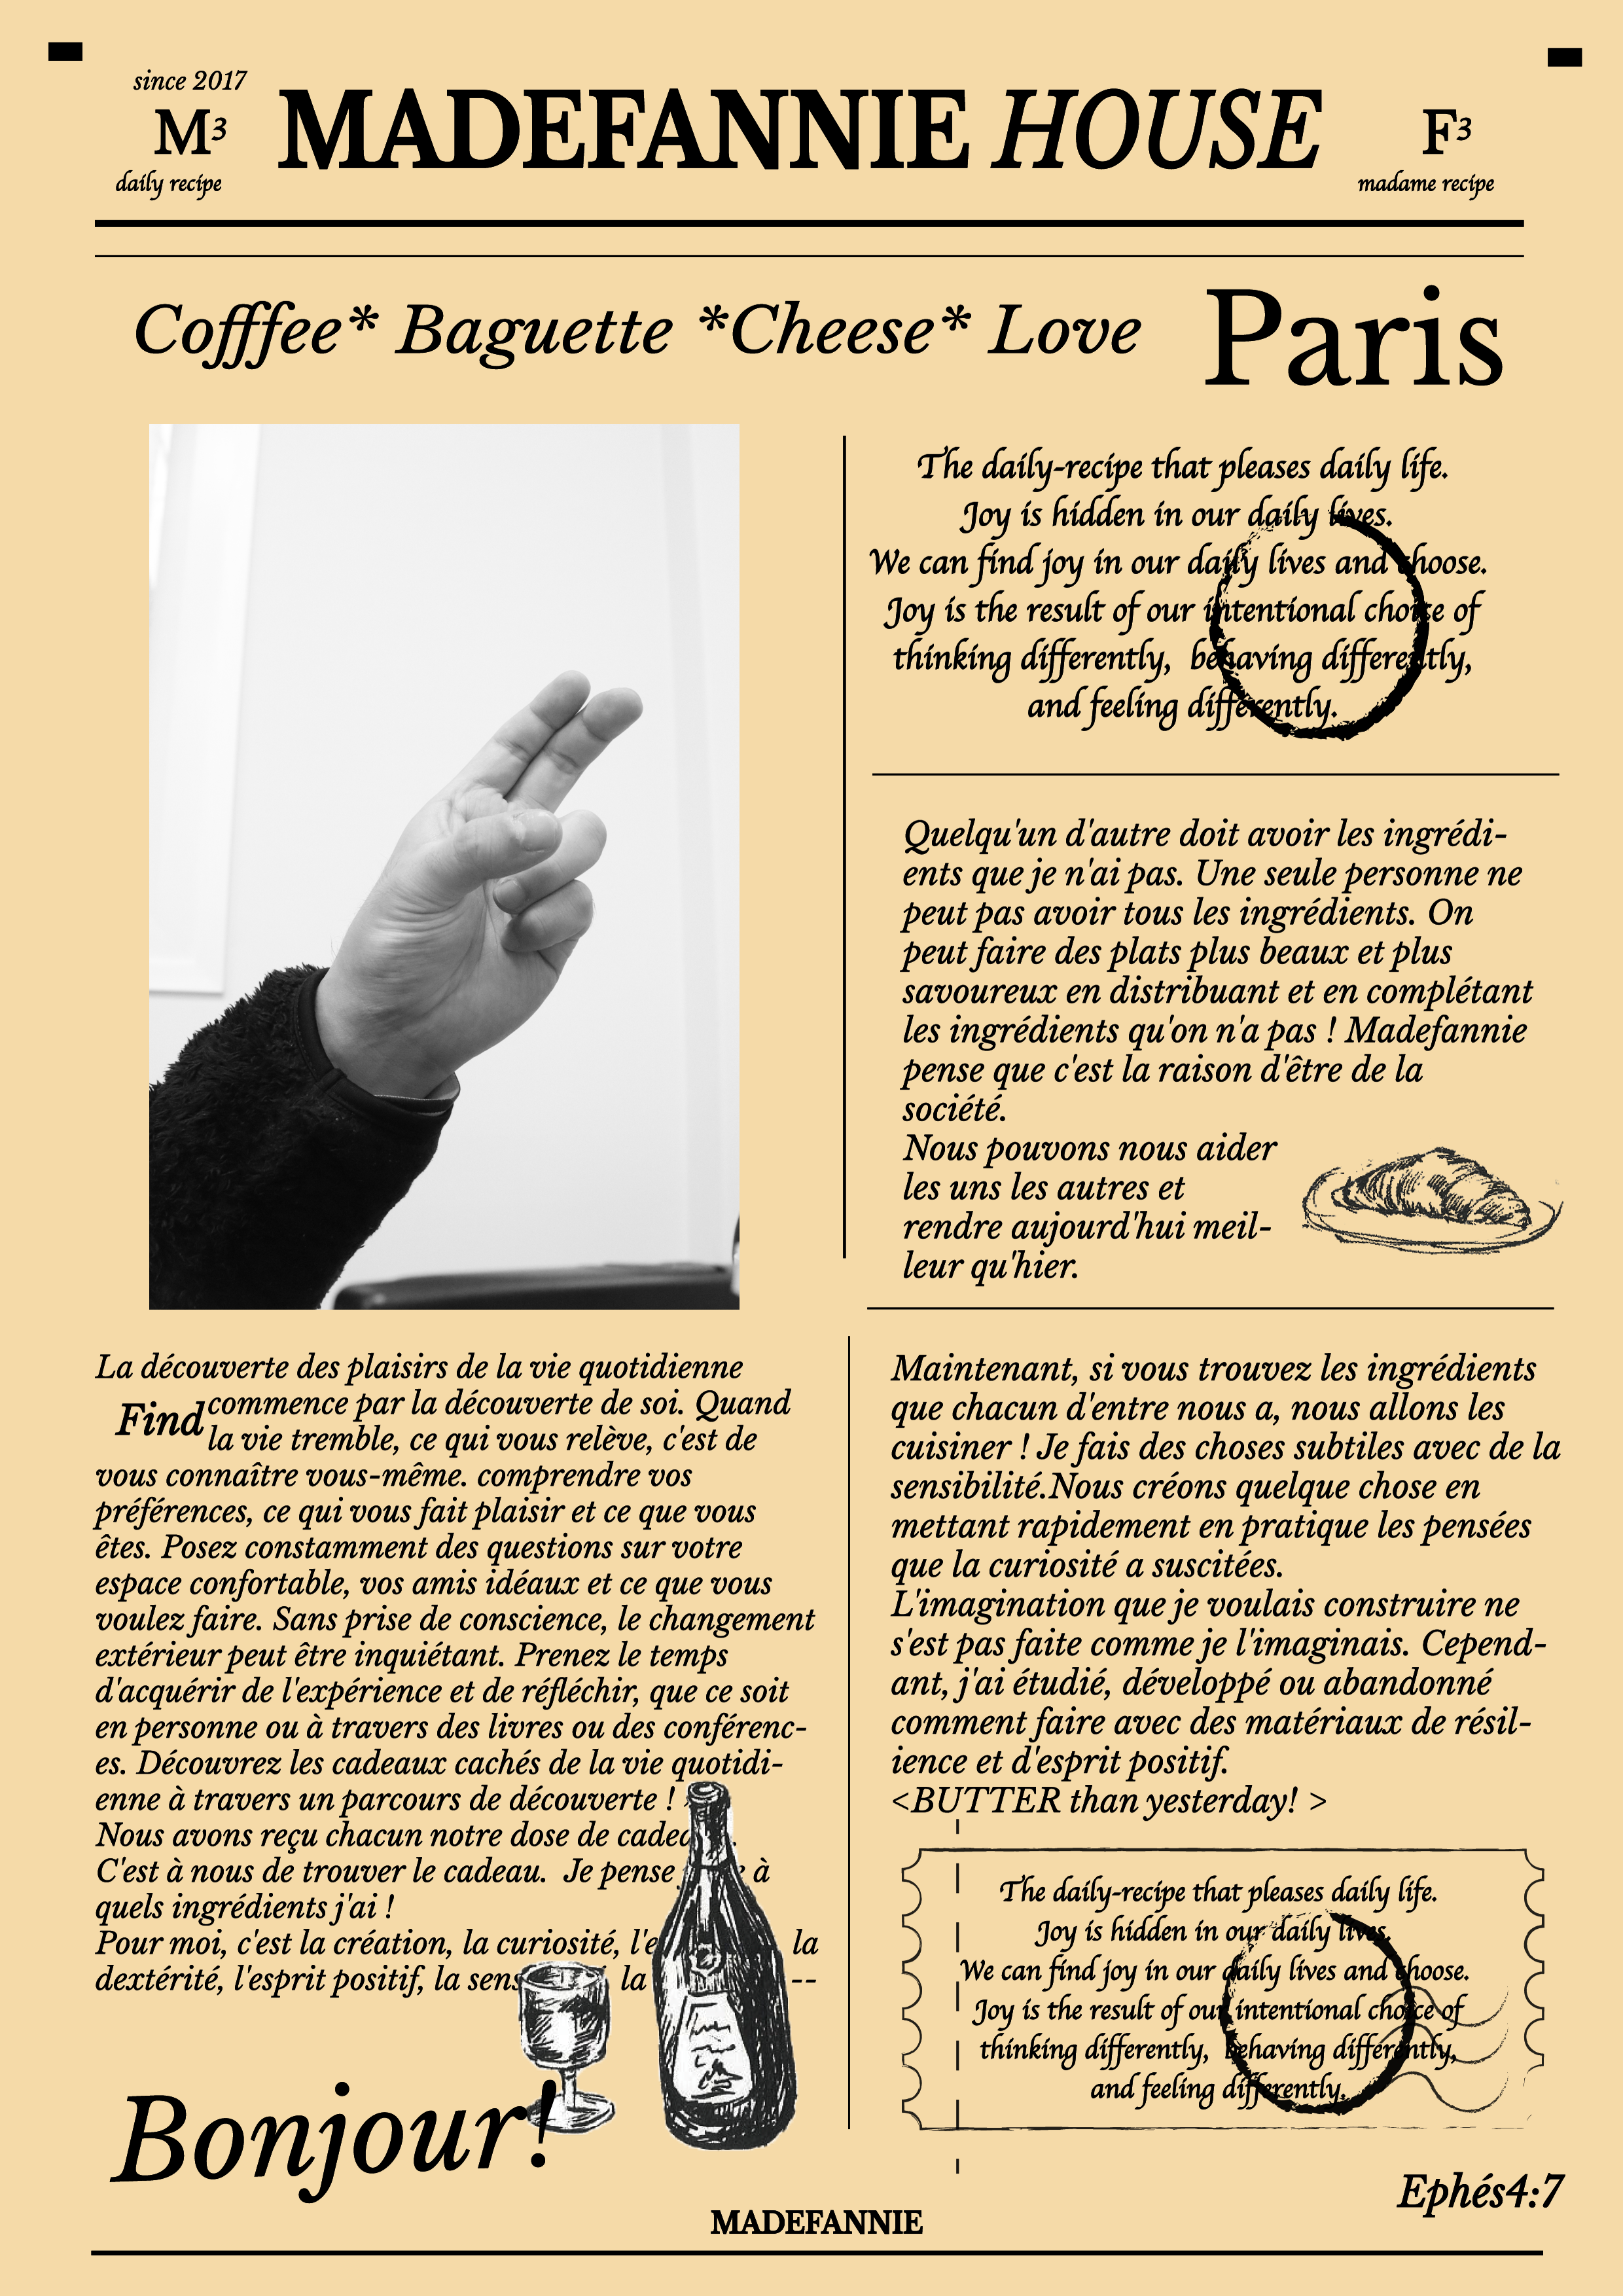 since 2017
M³
daily recipe
MADEFANNIE HOUSE
F³
madame recipe
Cofffee* Baguette *Cheese* Love
Paris
The daily-recipe that pleases daily life.
Joy is hidden in our daily lives.
We can find joy in our daily lives and choose.
Joy is the result of our intentional choice of
thinking differently, behaving differently,
and feeling differently.
Quelqu'un d'autre doit avoir les ingrédi-
ents que je n'ai pas. Une seule personne ne
peut pas avoir tous les ingrédients. On
peut faire des plats plus beaux et plus
savoureux en distribuant et en complétant
les ingrédients qu'on n'a pas ! Madefannie
pense que c'est la raison d'être de la
société.
Nous pouvons nous aider
les uns les autres et
rendre aujourd'hui meil-
leur qu'hier.
La découverte des plaisirs de la vie quotidienne
Find
commence par la découverte de soi. Quand
la vie tremble, ce qui vous relève, c'est de
vous connaître vous-même. comprendre vos
préférences, ce qui vous fait plaisir et ce que vous
êtes. Posez constamment des questions sur votre
espace confortable, vos amis idéaux et ce que vous
voulez faire. Sans prise de conscience, le changement
extérieur peut être inquiétant. Prenez le temps
d'acquérir de l'expérience et de réfléchir, que ce soit
en personne ou à travers des livres ou des conférenc-
es. Découvrez les cadeaux cachés de la vie quotidi-
enne à travers un parcours de découverte !
Nous avons reçu chacun notre dose de
C'est à nous de trouver le cadeau. Je pense à
quels ingrédients j'ai !
Pour moi, c'est la création, la curiosité, la
dextérité, l'esprit positif, la la --
Maintenant, si vous trouvez les ingrédients
que chacun d'entre nous a, nous allons les
cuisiner ! Je fais des choses subtiles avec de la
sensibilité.Nous créons quelque chose en
mettant rapidement en pratique les pensées
que la curiosité a suscitées.
L'imagination que je voulais construire ne
s'est pas faite comme je l'imaginais. Cepend-
ant, j'ai étudié, développé ou abandonné
comment faire avec des matériaux de résil-
ience et d'esprit positif.
<BUTTER than yesterday! >
The daily-recipe that pleases daily life.
Joy is hidden in our daily lives.
We can find joy in our daily lives and choose.
Joy is the result of our intentional choice of
thinking differently, behaving differently,
and feeling differently.
Bonjour!
Ephés4:7
MADEFANNIE